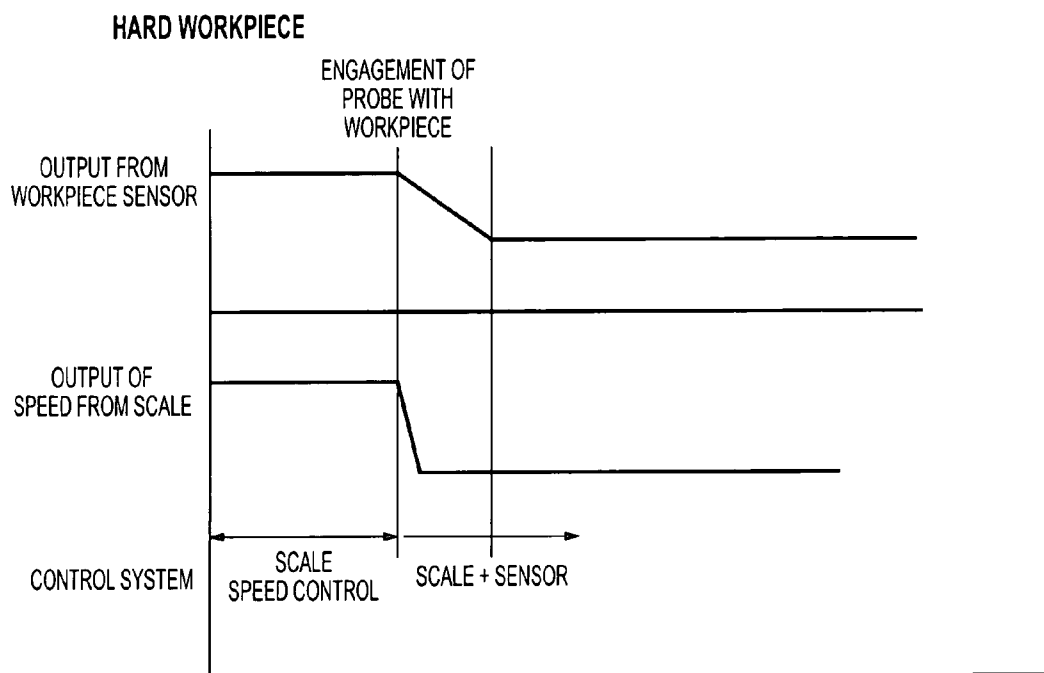 HARD WORKPIECE
ENGAGEMENT OF
PROBE WITH
WORKPIECE
OUTPUT FROM
WORKPIECE SENSOR
OUTPUT OF
SPEED FROM SCALE
CONTROL SYSTEM
SCALE
SPEED CONTROL
SCALE + SENSOR